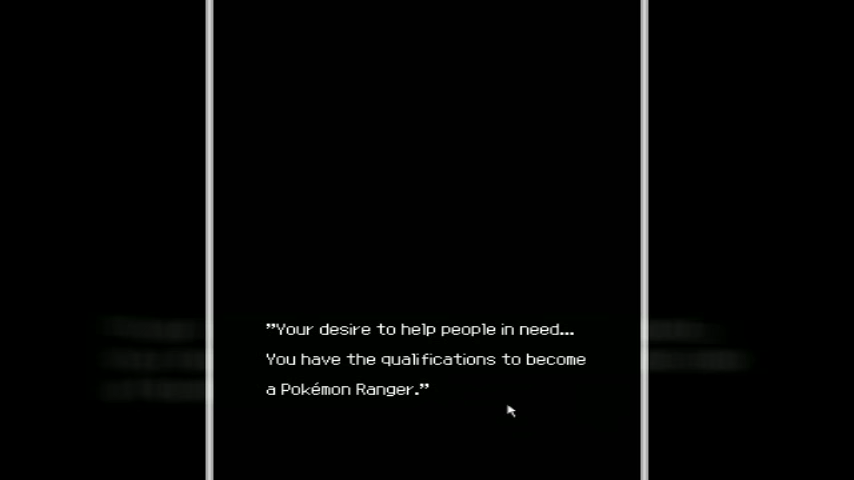 "Your desire to help people in need...
You have the qualifications to become
a Pokémon Ranger."